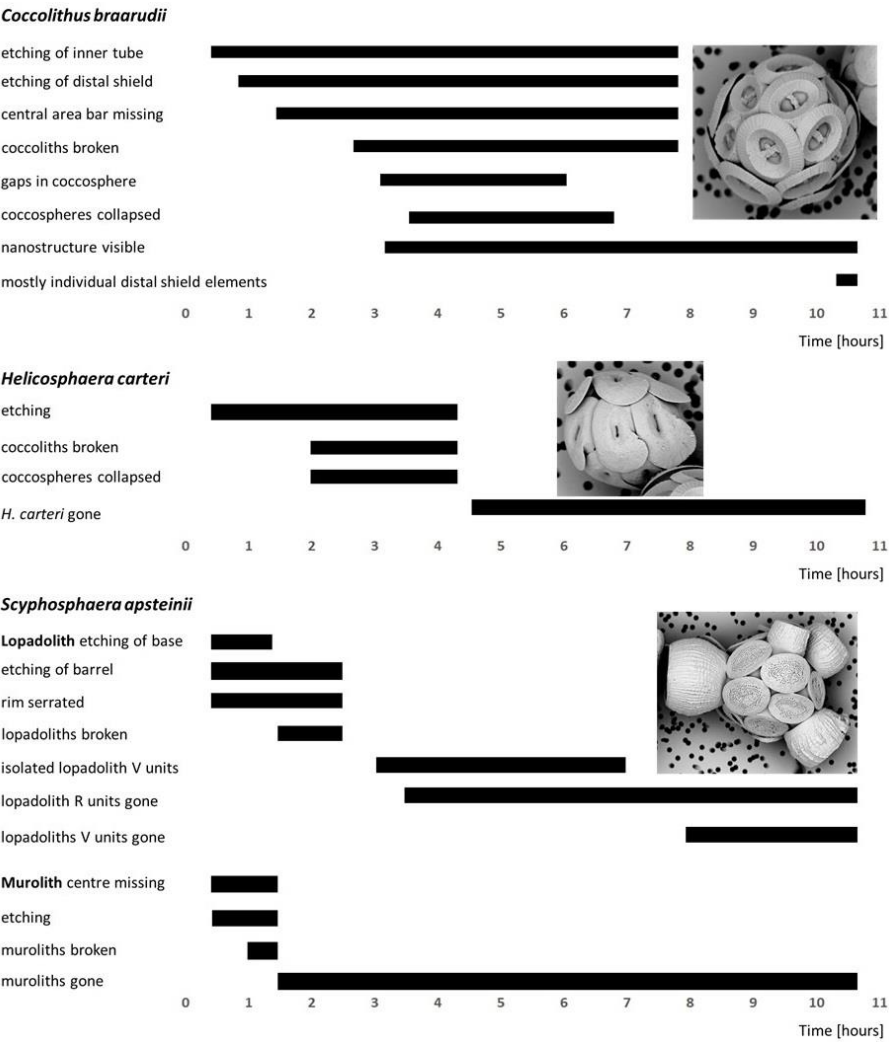 Coccolithus braarudii
etching of inner tube
etching of distal shield
central area bar missing
coccoliths broken
gaps in coccosphere
coccospheres collapsed
nanostructure visible
mostly individual distal shield elements
0 1 2 3 4 5 6 7 8 9 10 11
Time [hours]
Helicosphaera carteri
etching
coccoliths broken
coccospheres collapsed
H. carteri gone
0 1 2 3 4 5 6 7 8 9 10 11
Time [hours]
Scyphosphaera apsteinii
Lopadolith etching of base
etching of barrel
rim serrated
lopadoliths broken
isolated lopadolith V units
lopadolith R units gone
lopadoliths V units gone
Murolith centre missing
etching
muroliths broken
muroliths gone
0 1 2 3 4 5 6 7 8 9 10 11
Time [hours]